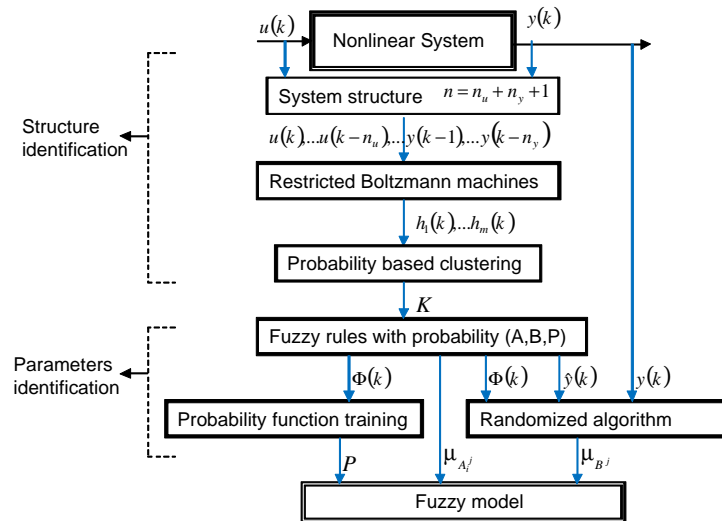 u(k)
Nonlinear System
y(k)
System structure n = n_u + n_y + 1
Structure identification
u(k),...u(k−n_u),...y(k−1),...y(k−n_y)
Restricted Boltzmann machines
h_1(k),...h_m(k)
Probability based clustering
K
Fuzzy rules with probability (A,B,P)
Parameters identification
Φ(k)
Φ(k)
ŷ(k)
y(k)
Probability function training
Randomized algorithm
P
μ_{A_i^j}
μ_{B^j}
Fuzzy model